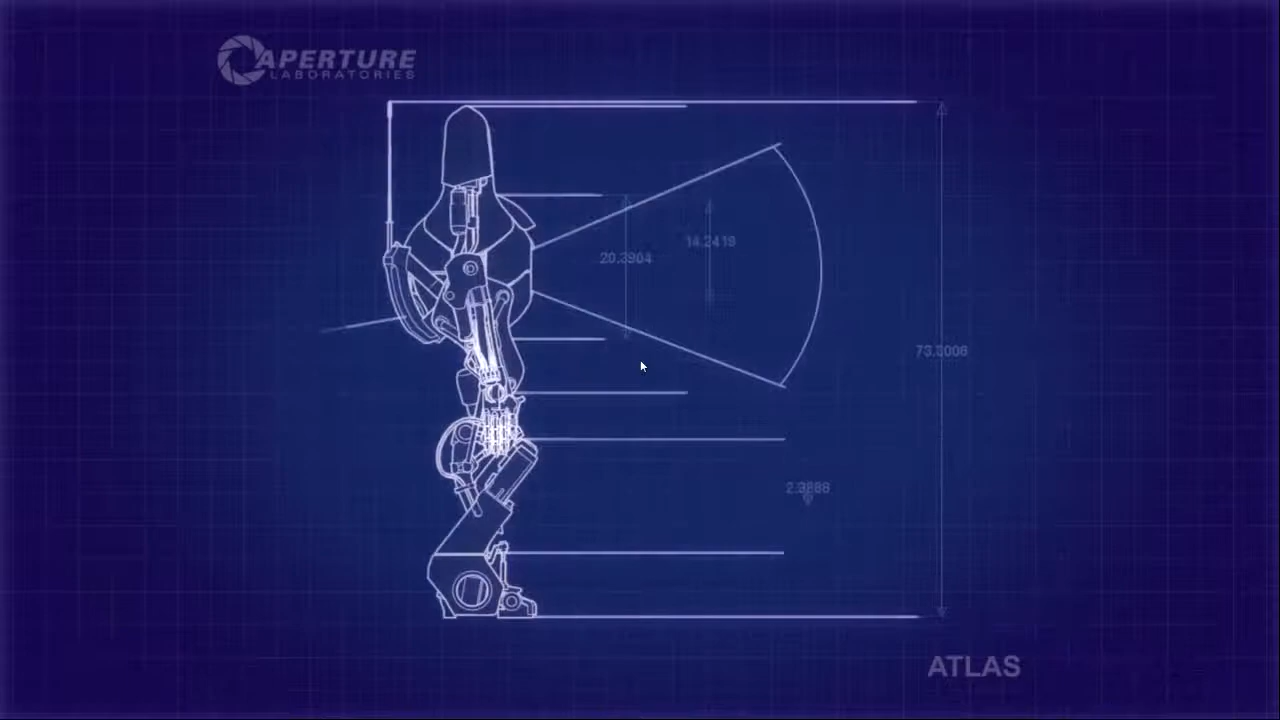 APERTURE
LABORATORIES
14.2419
20.3904
73.3006
2.3888
ATLAS